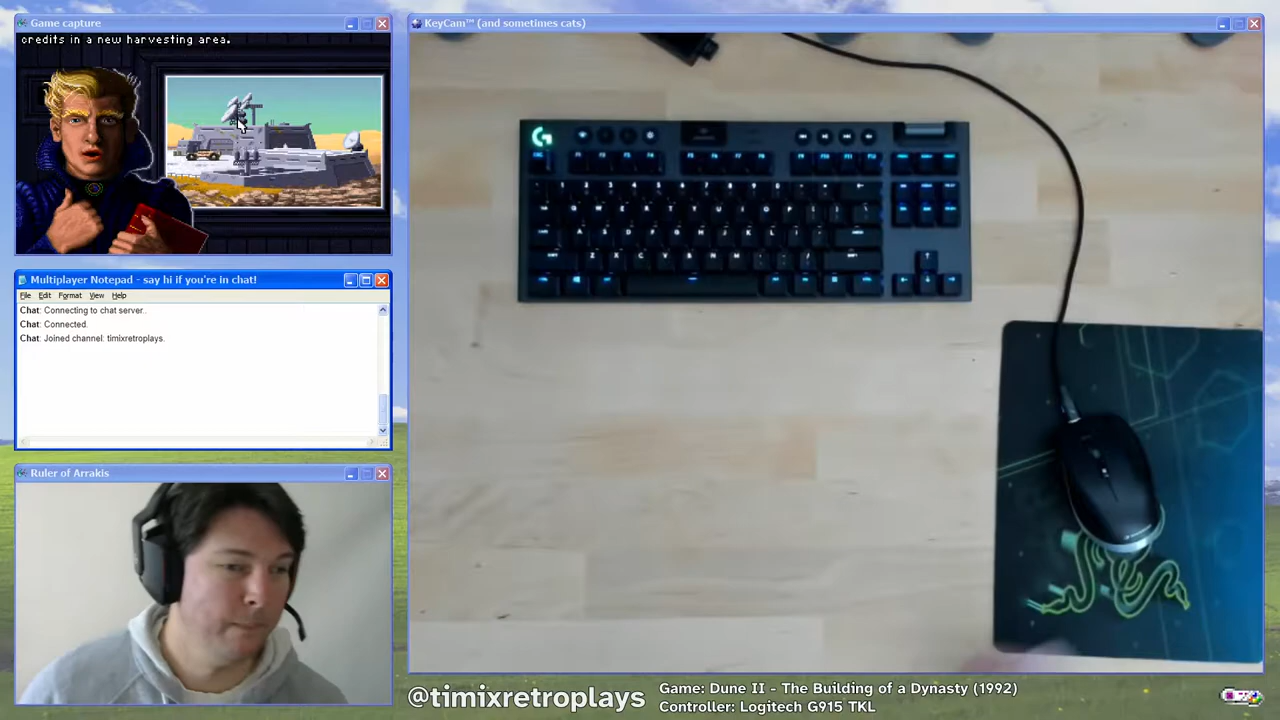 Game capture
credits in a new harvesting area.
Multiplayer Notepad - say hi if you're in chat!
File Edit Format View Help
Chat: Connecting to chat server..
Chat: Connected.
Chat: Joined channel: timixretroplays.
Ruler of Arrakis
KeyCam™ (and sometimes cats)
@timixretroplays
Game: Dune II - The Building of a Dynasty (1992)
Controller: Logitech G915 TKL